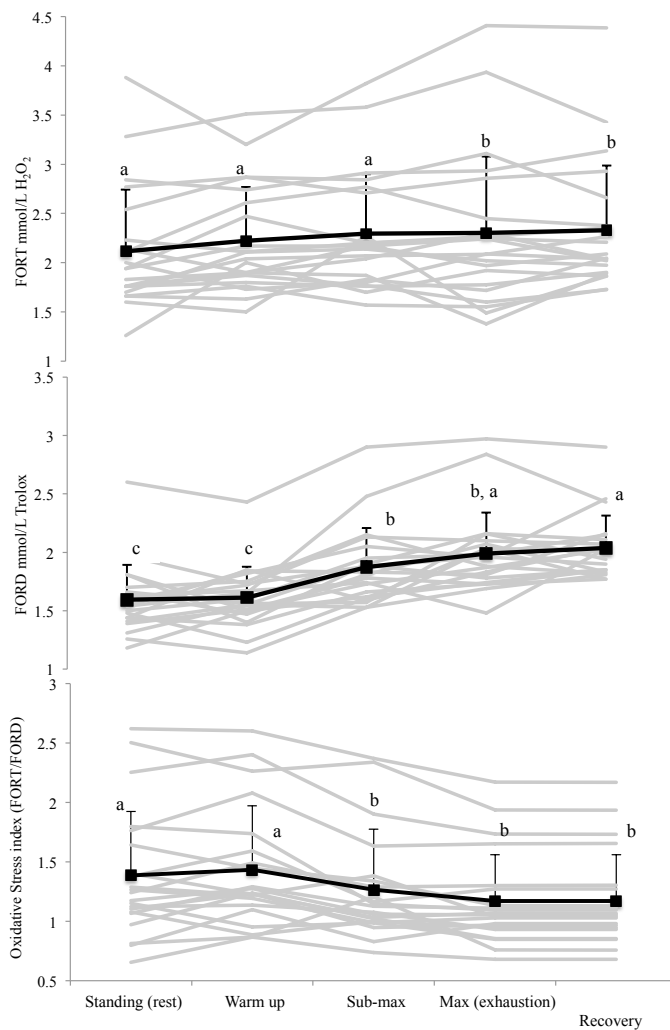 4.5
4
3.5
3
2.5
2
1.5
1
FORT mmol/L H₂O₂
a
a
a
b
b
3.5
3
2.5
2
1.5
1
FORD mmol/L Trolox
c
c
b
b, a
a
3
2.5
2
1.5
1
0.5
Oxidative Stress index (FORT/FORD)
a
a
b
b
b
Standing (rest)
Warm up
Sub-max
Max (exhaustion)
Recovery